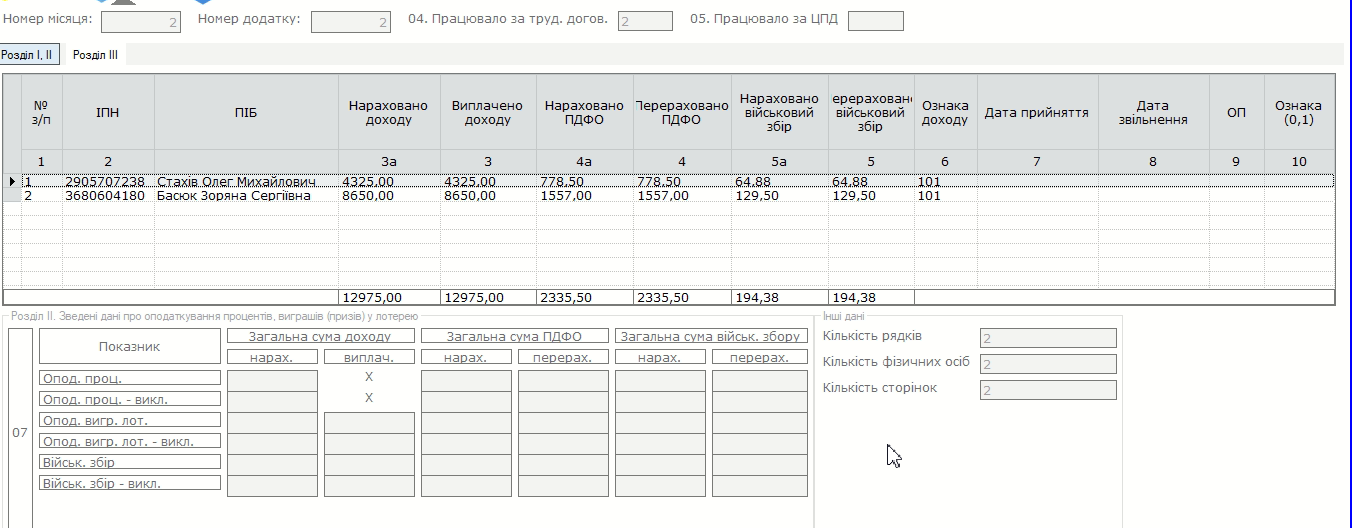 Номер місяця: 2 Номер додатку: 2 04. Працювало за труд. догов. 2 05. Працювало за ЦПД
Розділ I, II Розділ III
№ з/п ІПН ПІБ Нараховано доходу Виплачено доходу Нараховано ПДФО Перераховано ПДФО Нараховано військовий збір ерераховано військовий збір Ознака доходу Дата прийняття Дата звільнення ОП Ознака (0,1)
1 2 3а 3 4а 4 5а 5 6 7 8 9 10
1 2905707238 Стахів Олег Михайлович 4325,00 4325,00 778,50 778,50 64,88 64,88 101
2 3680604180 Басюк Зоряна Сергіївна 8650,00 8650,00 1557,00 1557,00 129,50 129,50 101
12975,00 12975,00 2335,50 2335,50 194,38 194,38
Розділ II. Зведені дані про оподаткування процентів, виграшів (призів) у лотерею
Показник Загальна сума доходу Загальна сума ПДФО Загальна сума військ. збору
нарах. виплач. нарах. перерах. нарах. перерах.
07
Опод. проц. X
Опод. проц. - викл. X
Опод. вигр. лот.
Опод. вигр. лот. - викл.
Військ. збір
Військ. збір - викл.
Інші дані
Кількість рядків 2
Кількість фізичних осіб 2
Кількість сторінок 2